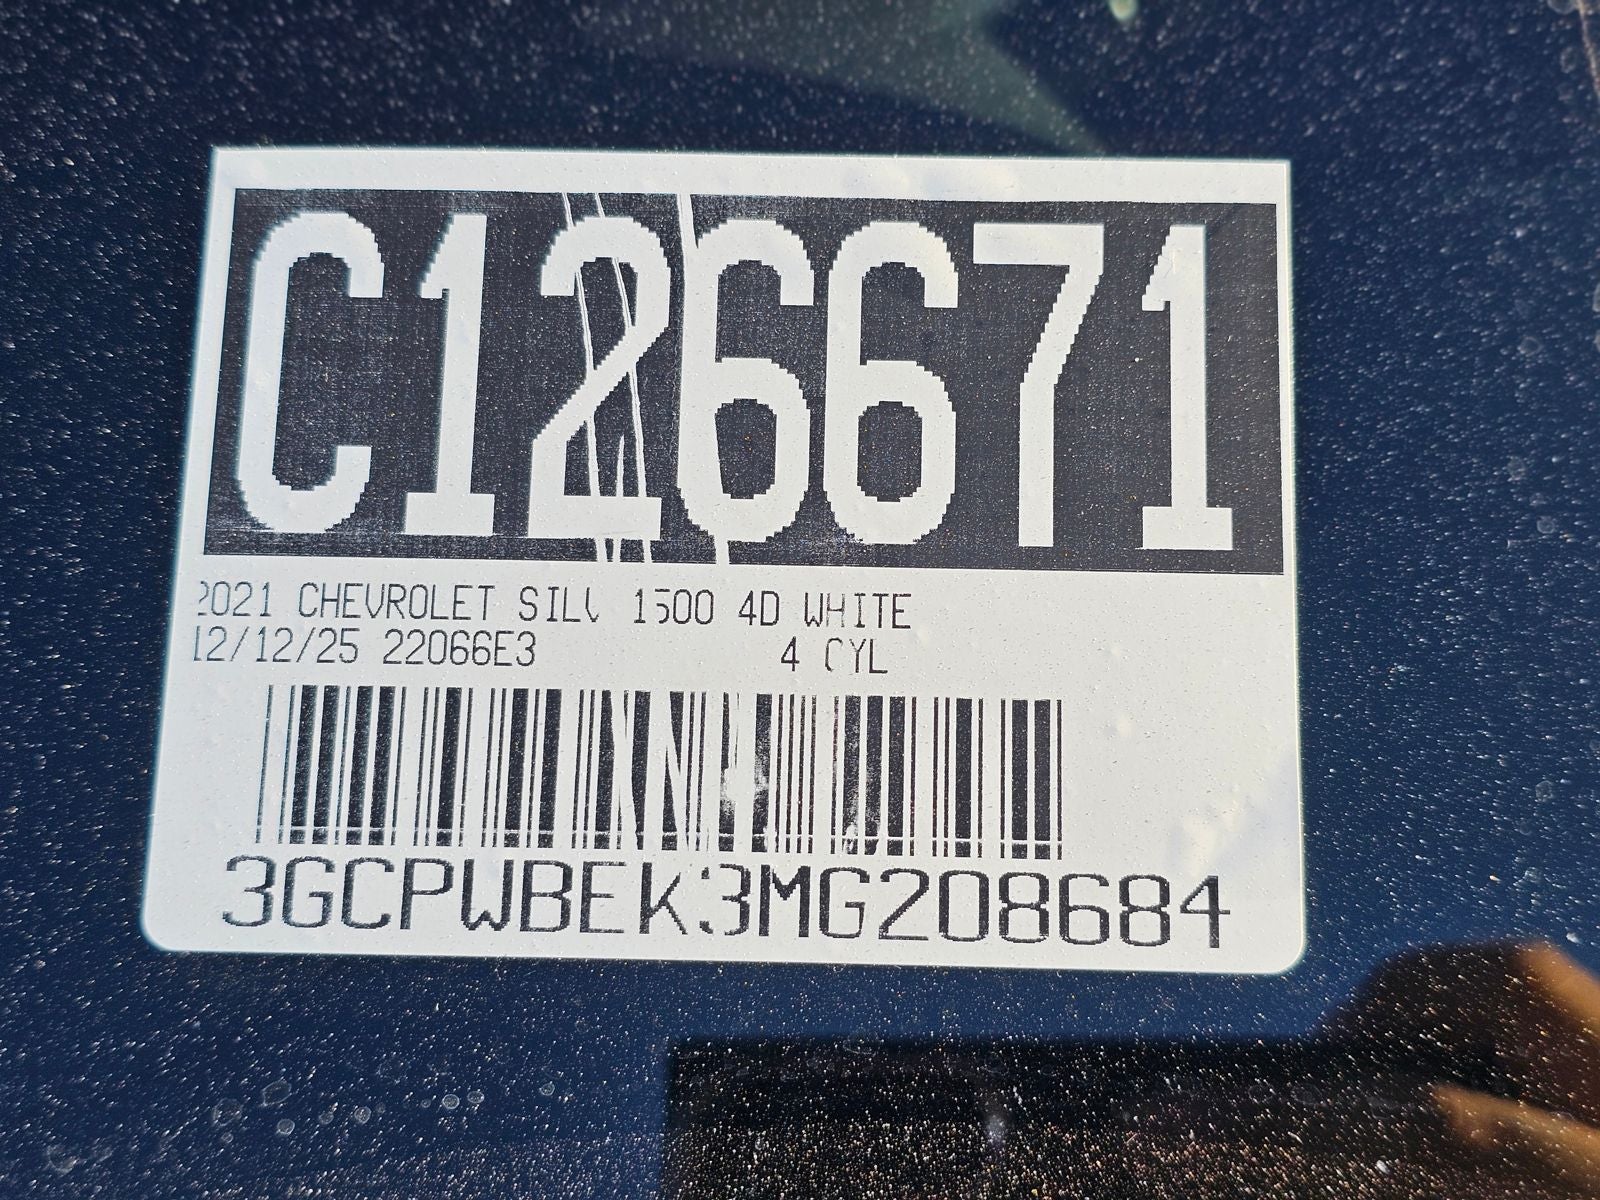 C126671
2021 CHEVROLET SILV 1500 4D WHITE
12/12/25 22066E3 4 CYL
3GCPWBEK3MG208684